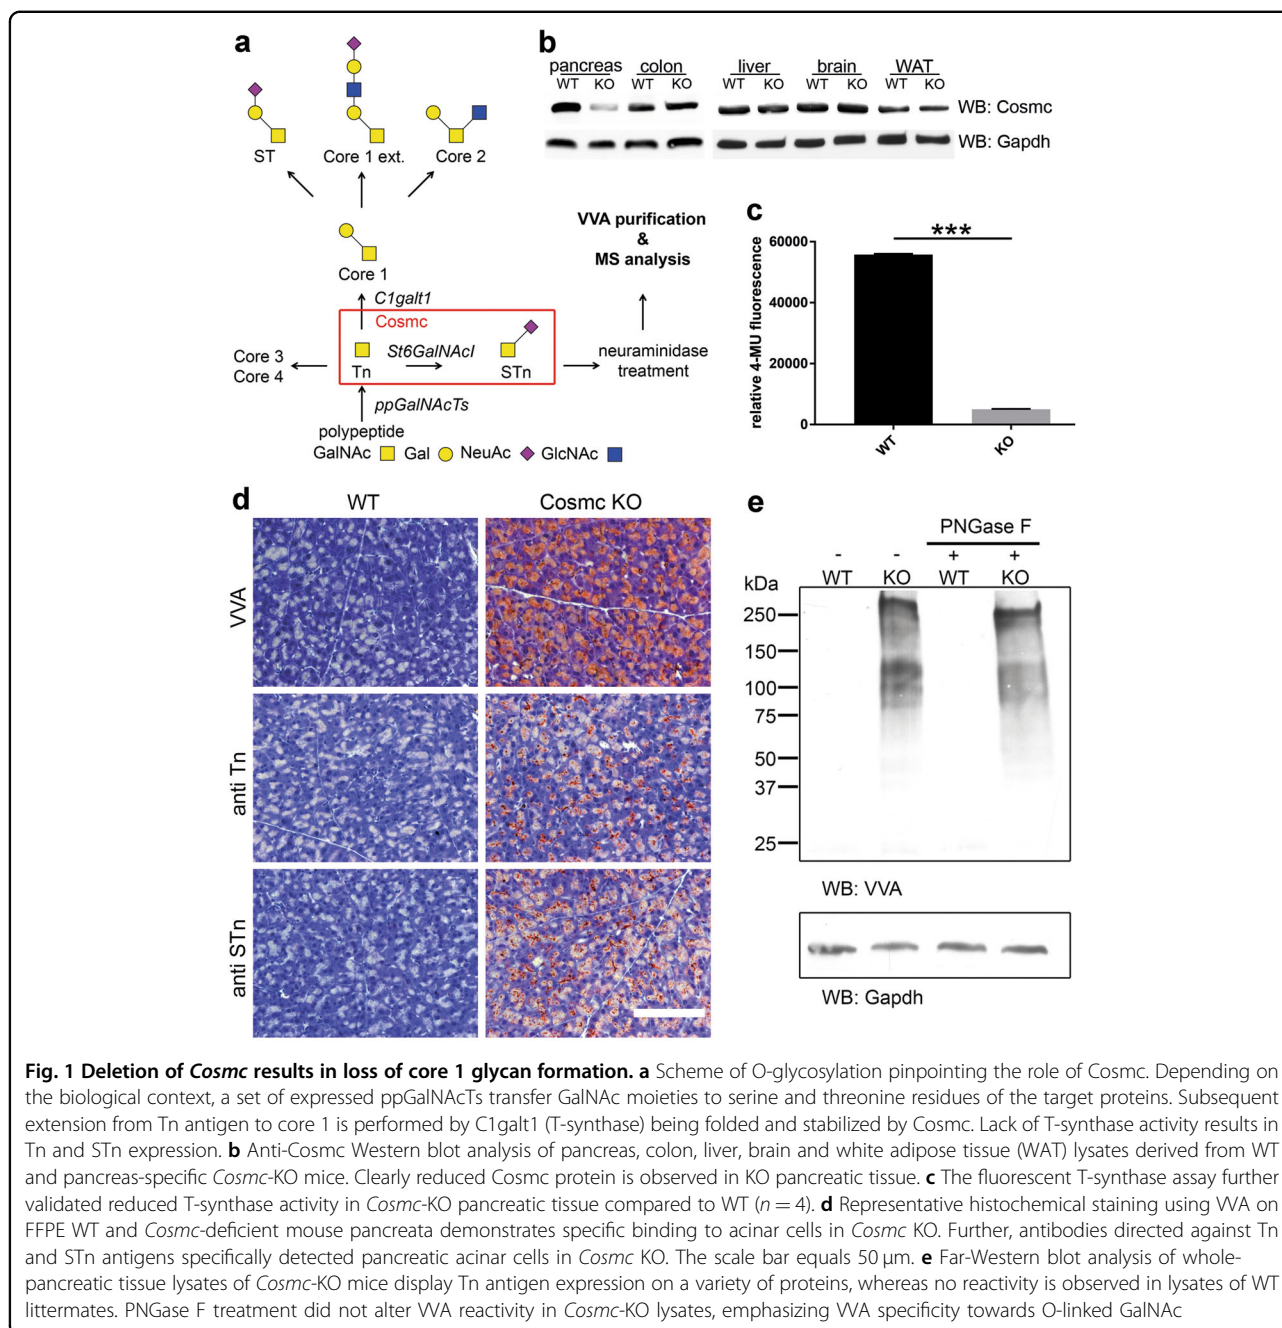 a
ST
Core 1 ext.
Core 2
Core 1
C1galt1
Cosmc
St6GalNAcI
Tn
STn
Core 3
Core 4
ppGalNAcTs
polypeptide
GalNAc Gal NeuAc GlcNAc
VVA purification
&
MS analysis
neuraminidase
treatment
b
pancreas colon liver brain WAT
WT KO WT KO WT KO WT KO WT KO
WB: Cosmc
WB: Gapdh
c
relative 4-MU fluorescence
60000
40000
20000
0
***
WT KO
d
WT Cosmc KO
VVA
anti Tn
anti STn
e
PNGase F
- - + +
kDa WT KO WT KO
250
150
100
75
50
37
25
WB: VVA
WB: Gapdh
Fig. 1 Deletion of Cosmc results in loss of core 1 glycan formation. a Scheme of O-glycosylation pinpointing the role of Cosmc. Depending on
the biological context, a set of expressed ppGalNAcTs transfer GalNAc moieties to serine and threonine residues of the target proteins. Subsequent
extension from Tn antigen to core 1 is performed by C1galt1 (T-synthase) being folded and stabilized by Cosmc. Lack of T-synthase activity results in
Tn and STn expression. b Anti-Cosmc Western blot analysis of pancreas, colon, liver, brain and white adipose tissue (WAT) lysates derived from WT
and pancreas-specific Cosmc-KO mice. Clearly reduced Cosmc protein is observed in KO pancreatic tissue. c The fluorescent T-synthase assay further
validated reduced T-synthase activity in Cosmc-KO pancreatic tissue compared to WT (n = 4). d Representative histochemical staining using VVA on
FFPE WT and Cosmc-deficient mouse pancreata demonstrates specific binding to acinar cells in Cosmc KO. Further, antibodies directed against Tn
and STn antigens specifically detected pancreatic acinar cells in Cosmc KO. The scale bar equals 50 µm. e Far-Western blot analysis of whole-
pancreatic tissue lysates of Cosmc-KO mice display Tn antigen expression on a variety of proteins, whereas no reactivity is observed in lysates of WT
littermates. PNGase F treatment did not alter VVA reactivity in Cosmc-KO lysates, emphasizing VVA specificity towards O-linked GalNAc